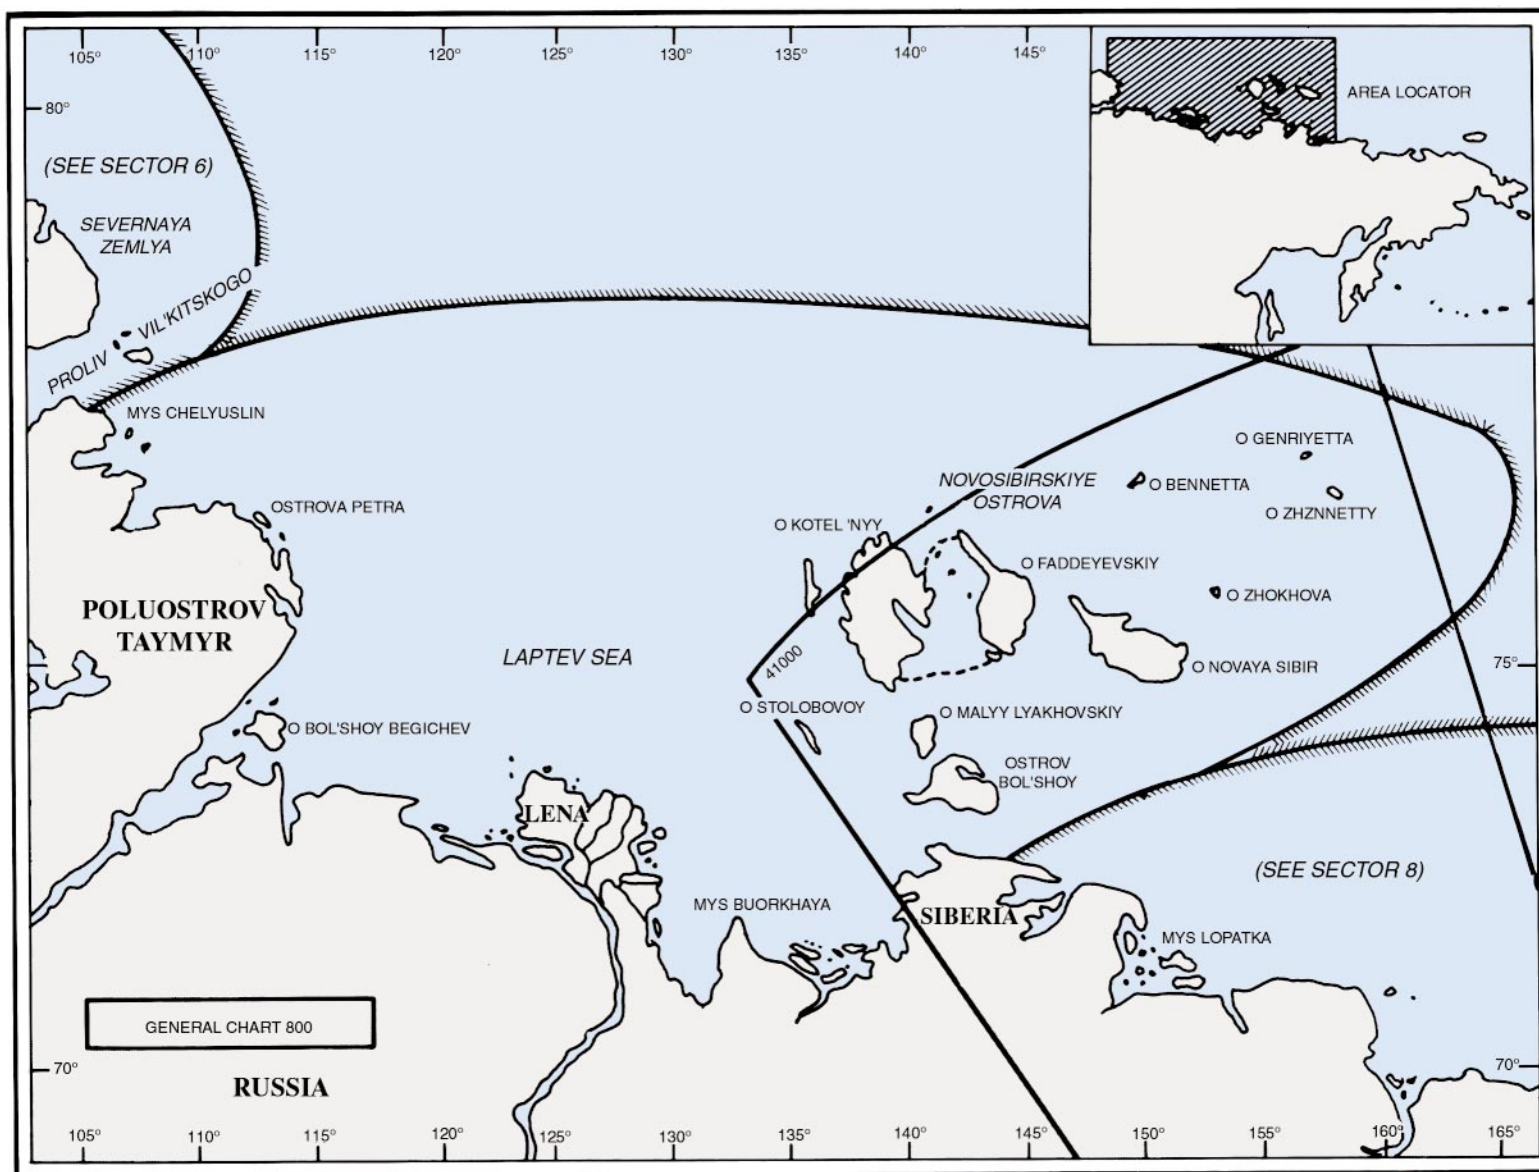 105°
110°
115°
120°
125°
130°
135°
140°
145°
80°
AREA LOCATOR
(SEE SECTOR 6)
SEVERNAYA
ZEMLYA
PROLIV VIL'KITSKOGO
MYS CHELYUSLIN
O GENRIYETTA
NOVOSIBIRSKIYE
OSTROVA
O BENNETTA
OSTROVA PETRA
O ZHZNNETTY
O KOTEL 'NYY
O FADDEYEVSKIY
POLUOSTROV
TAYMYR
O ZHOKHOVA
LAPTEV SEA
41000
O NOVAYA SIBIR
75°
O STOLOBOVOY
O MALYY LYAKHOVSKIY
O BOL'SHOY BEGICHEV
OSTROV
BOL'SHOY
LENA
(SEE SECTOR 8)
MYS BUORKHAYA
SIBERIA
MYS LOPATKA
GENERAL CHART 800
70°
70°
RUSSIA
105°
110°
115°
120°
125°
130°
135°
140°
145°
150°
155°
160°
165°